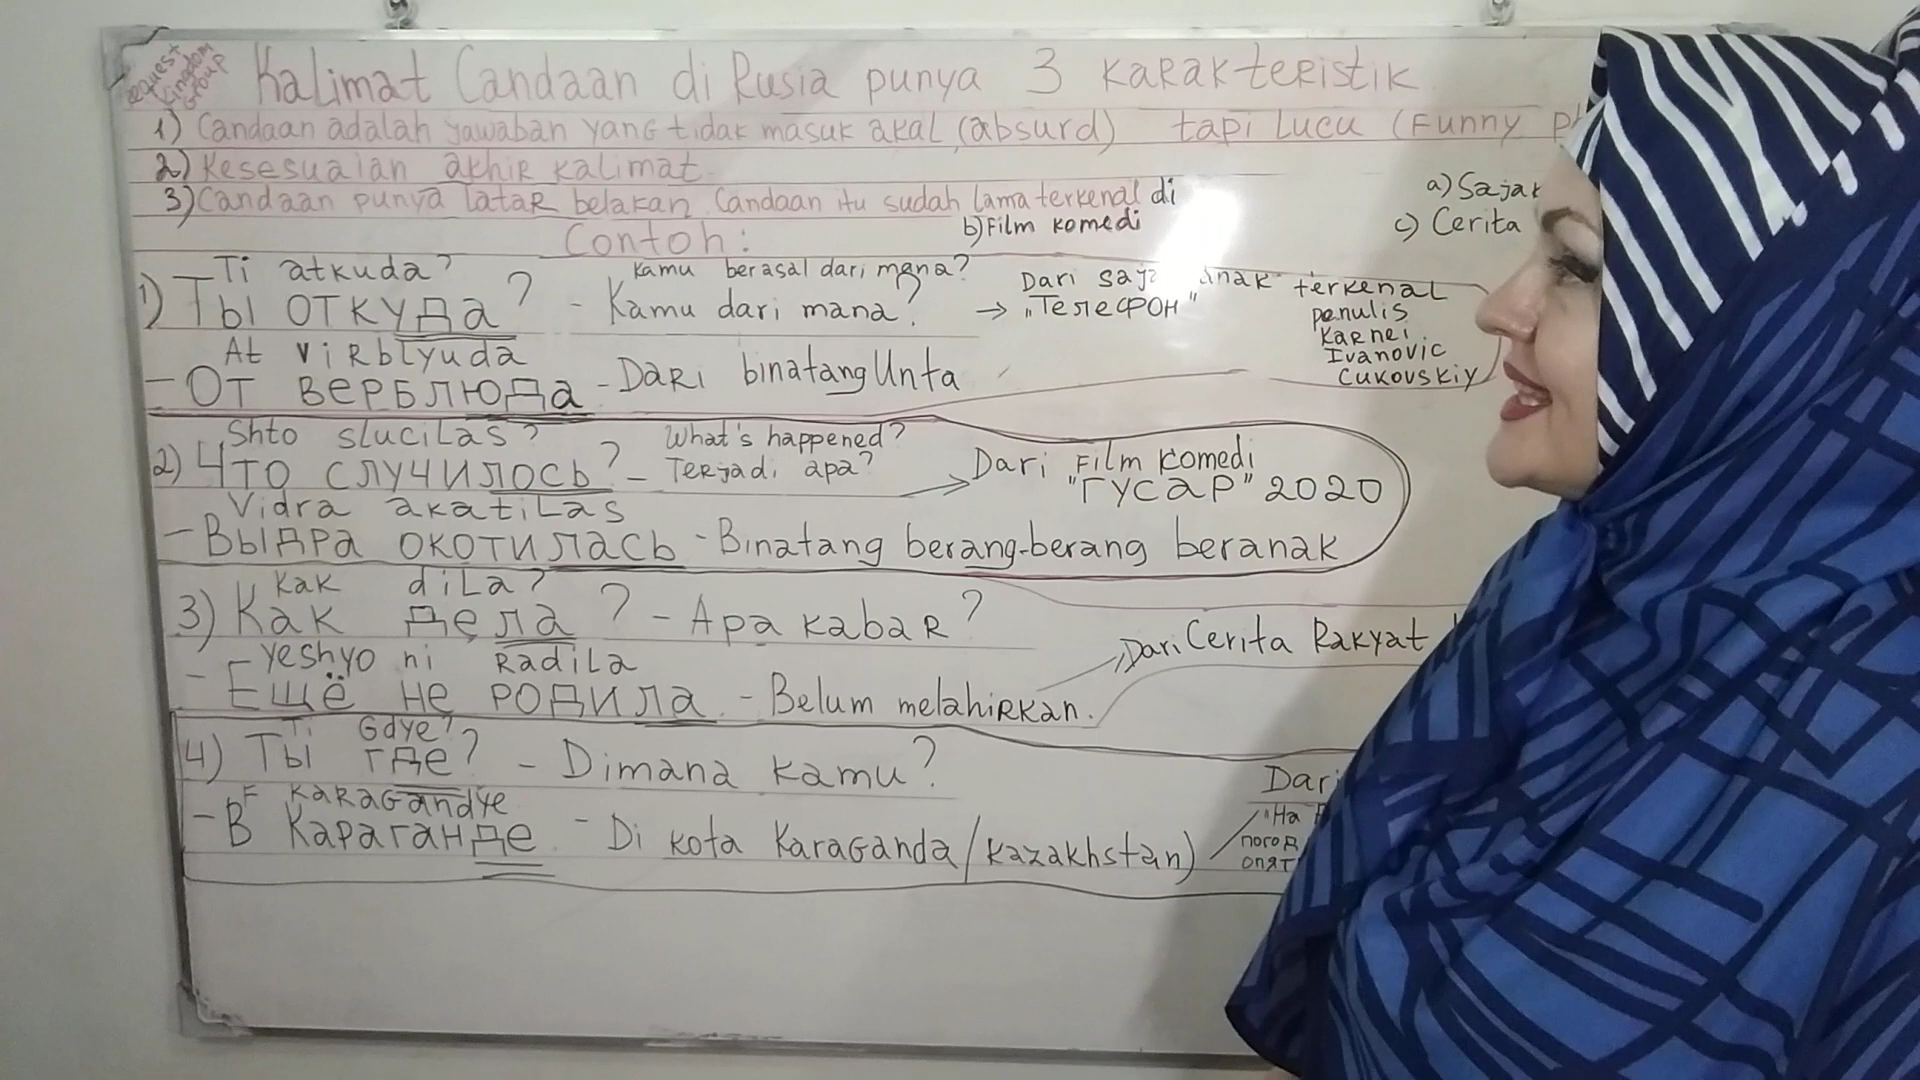 request
Kingdom
Group
Kalimat Candaan di Rusia punya 3 karakteristik
1) Candaan adalah jawaban yang tidak masuk akal (absurd) tapi lucu (Funny
2) Kesesuaian akhir kalimat
3) Candaan punya latar belakan. Candaan itu sudah lama terkenal di
a) Sajak
b) Film komedi
c) Cerita
Contoh:
Ti atkuda?
Kamu berasal dari mana?
1) Ты откуда? - Kamu dari mana?
Dari anak terkenal
→ "Телефон"
penulis
Karnei
Ivanovic
Cukovskiy
At virblyuda
- От верблюда - Dari binatang Unta
Shto slucilas?
What's happened?
2) Что случилось? - Terjadi apa?
→ Dari Film komedi
"Гусар" 2020
Vidra akatilas
- Выдра окотилась - Binatang berang-berang beranak
Kak dila?
3) Как дела? - Apa kabar?
Dari Cerita Rakyat
Yeshyo ni radila
- Ещё не родила - Belum melahirkan.
Ti Gdye?
4) Ты где? - Dimana kamu?
Dari
"На
F Karagandye
- В Караганде - Di kota Karaganda (Kazakhstan)